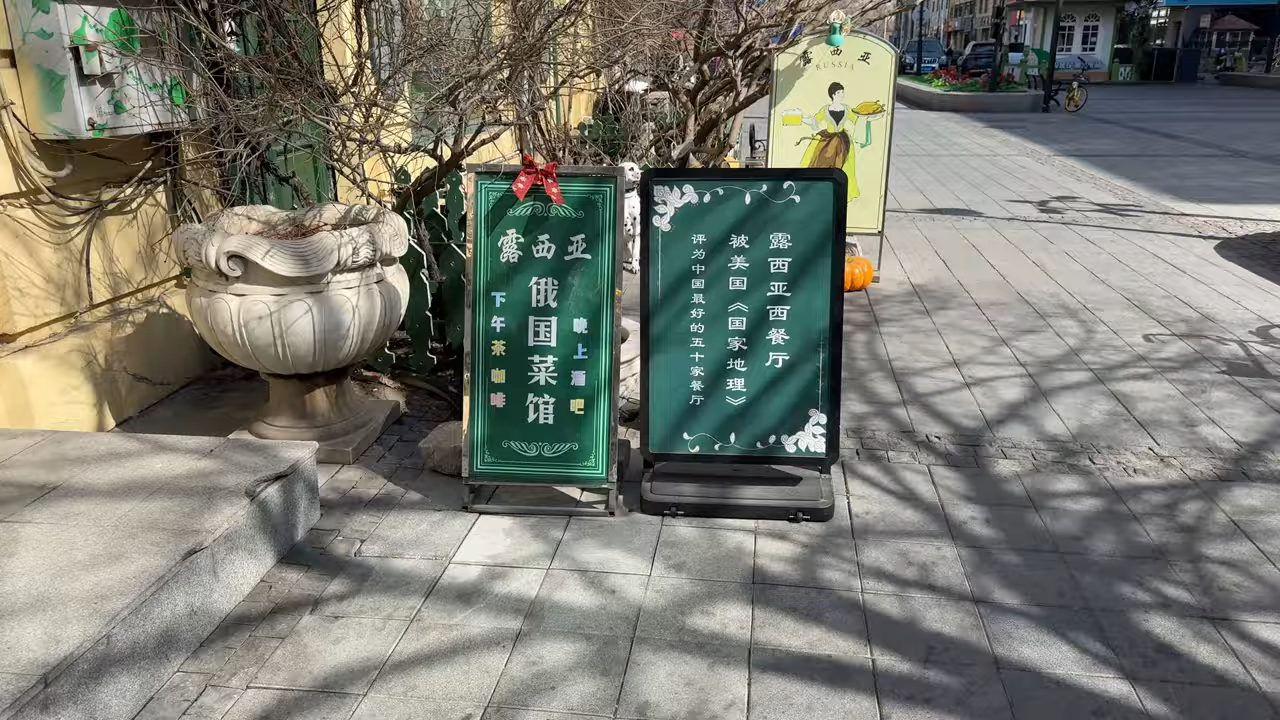 露西亚
俄国菜馆
下午茶咖啡
晚上酒吧
露西亚西餐厅
被美国《国家地理》
评为中国最好的五十家餐厅
露西亚
RUSSIA